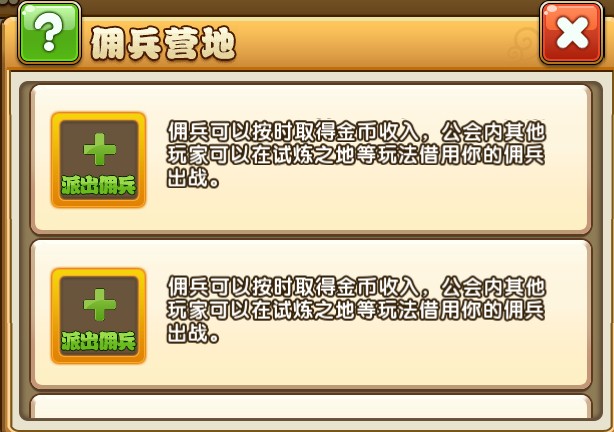 ?
佣兵营地
佣兵可以按时取得金币收入，公会内其他
玩家可以在试炼之地等玩法借用你的佣兵
出战。
派出佣兵
佣兵可以按时取得金币收入，公会内其他
玩家可以在试炼之地等玩法借用你的佣兵
出战。
派出佣兵